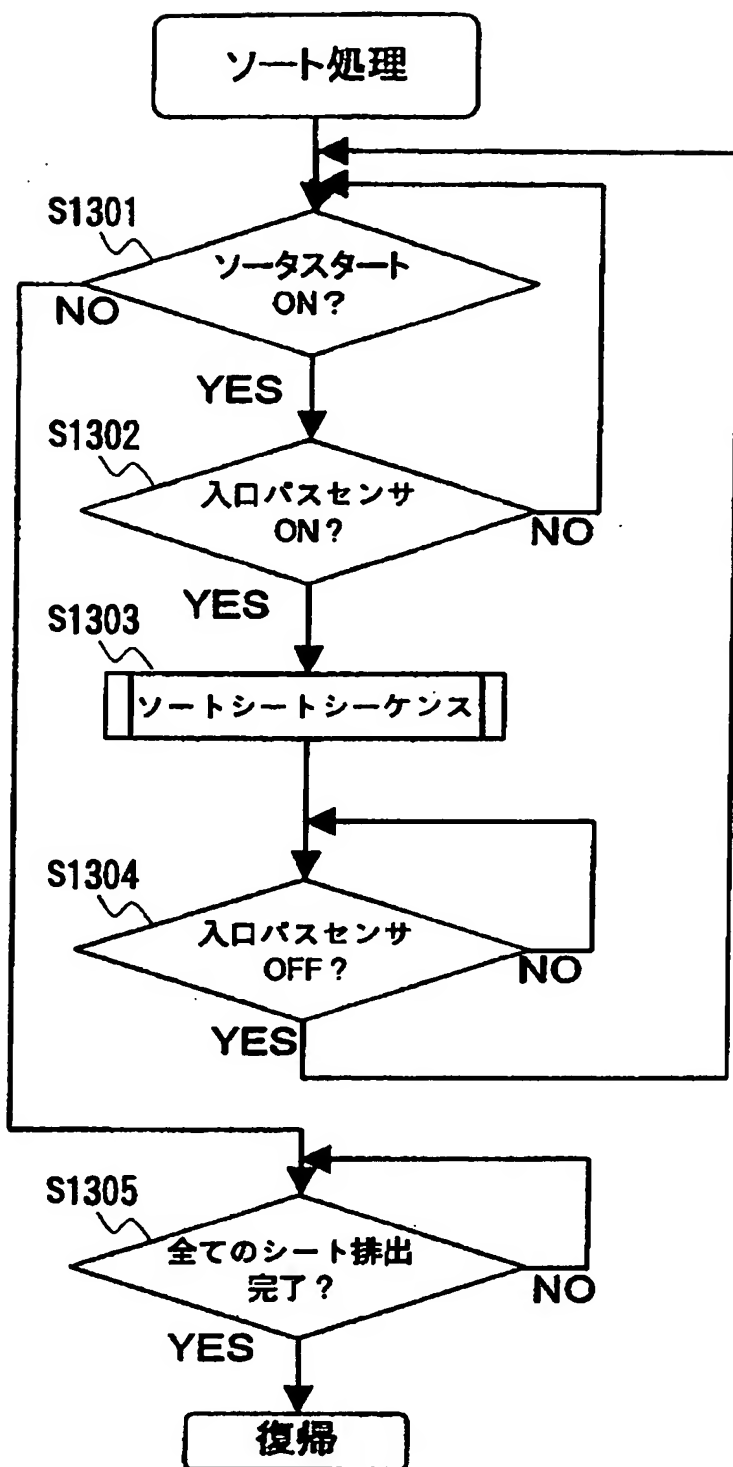 ソート処理
S1301
ソータスタート
ON?
NO
YES
S1302
入口パスセンサ
ON?
NO
YES
S1303
ソートシートシーケンス
S1304
入口パスセンサ
OFF?
NO
YES
S1305
全てのシート排出
完了?
NO
YES
復帰